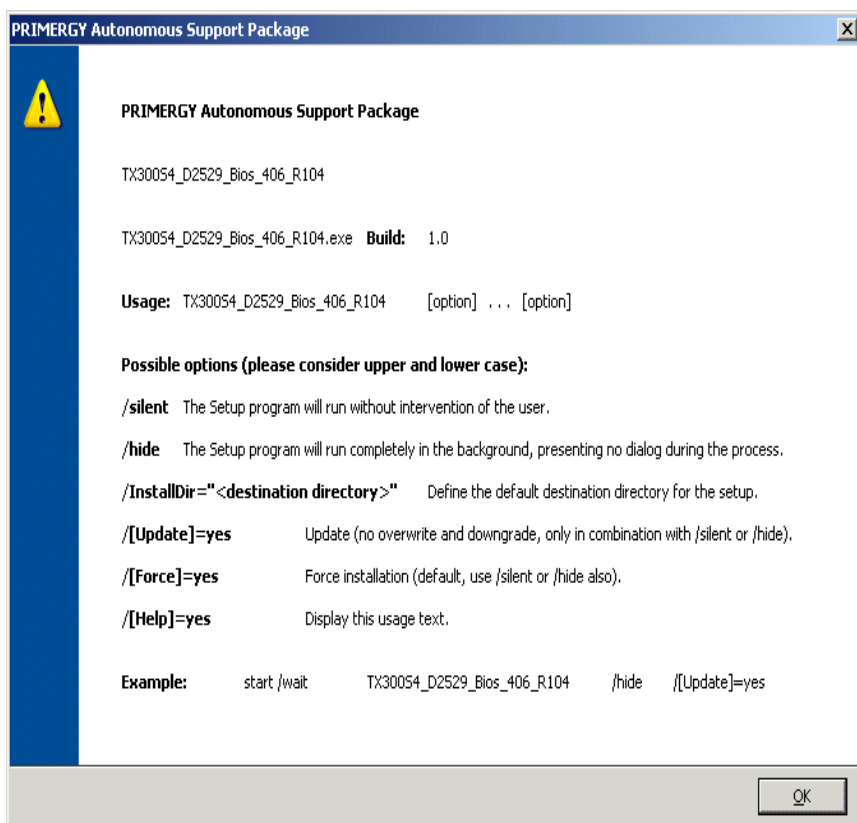 PRIMERGY Autonomous Support Package
PRIMERGY Autonomous Support Package
TX300S4_D2529_Bios_406_R104
TX300S4_D2529_Bios_406_R104.exe Build: 1.0
Usage: TX300S4_D2529_Bios_406_R104 [option] . . . [option]
Possible options (please consider upper and lower case):
/silent The Setup program will run without intervention of the user.
/hide The Setup program will run completely in the background, presenting no dialog during the process.
/InstallDir="<destination directory>" Define the default destination directory for the setup.
/[Update]=yes Update (no overwrite and downgrade, only in combination with /silent or /hide).
/[Force]=yes Force installation (default, use /silent or /hide also).
/[Help]=yes Display this usage text.
Example: start /wait TX300S4_D2529_Bios_406_R104 /hide /[Update]=yes
OK